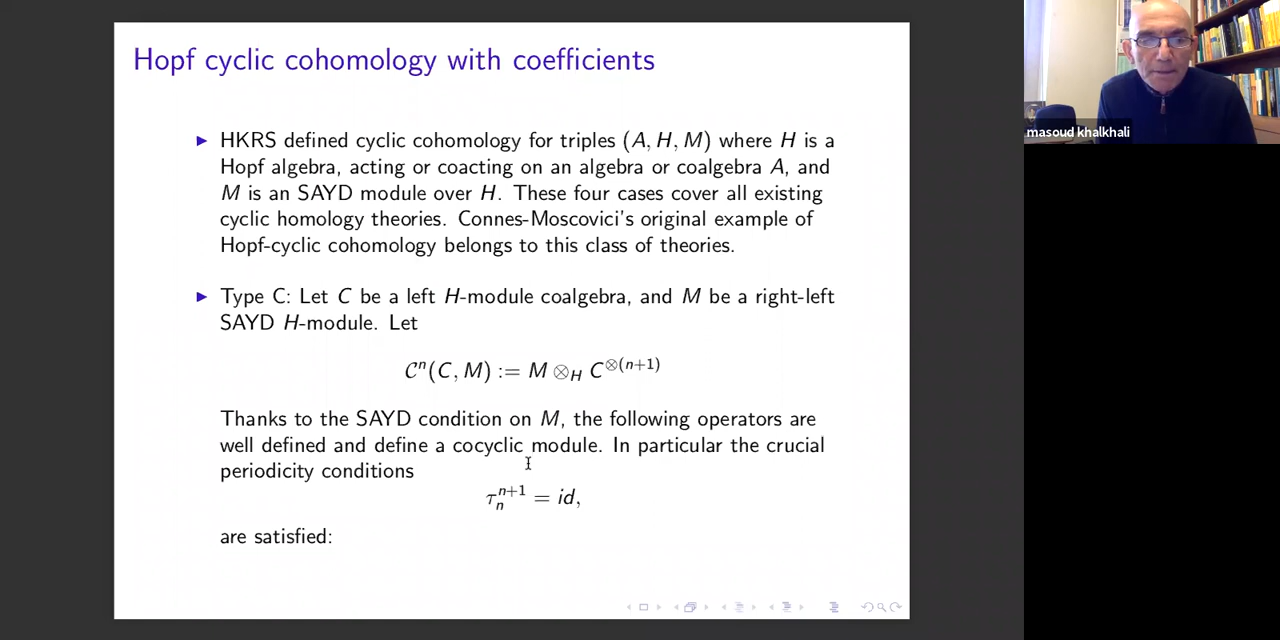 Hopf cyclic cohomology with coefficients
▶ HKRS defined cyclic cohomology for triples (A, H, M) where H is a
Hopf algebra, acting or coacting on an algebra or coalgebra A, and
M is an SAYD module over H. These four cases cover all existing
cyclic homology theories. Connes-Moscovici's original example of
Hopf-cyclic cohomology belongs to this class of theories.
▶ Type C: Let C be a left H-module coalgebra, and M be a right-left
SAYD H-module. Let
𝒞ⁿ(C, M) := M ⊗_H C^{⊗(n+1)}
Thanks to the SAYD condition on M, the following operators are
well defined and define a cocyclic module. In particular the crucial
periodicity conditions
τ_n^{n+1} = id,
are satisfied:
masoud khalkhali